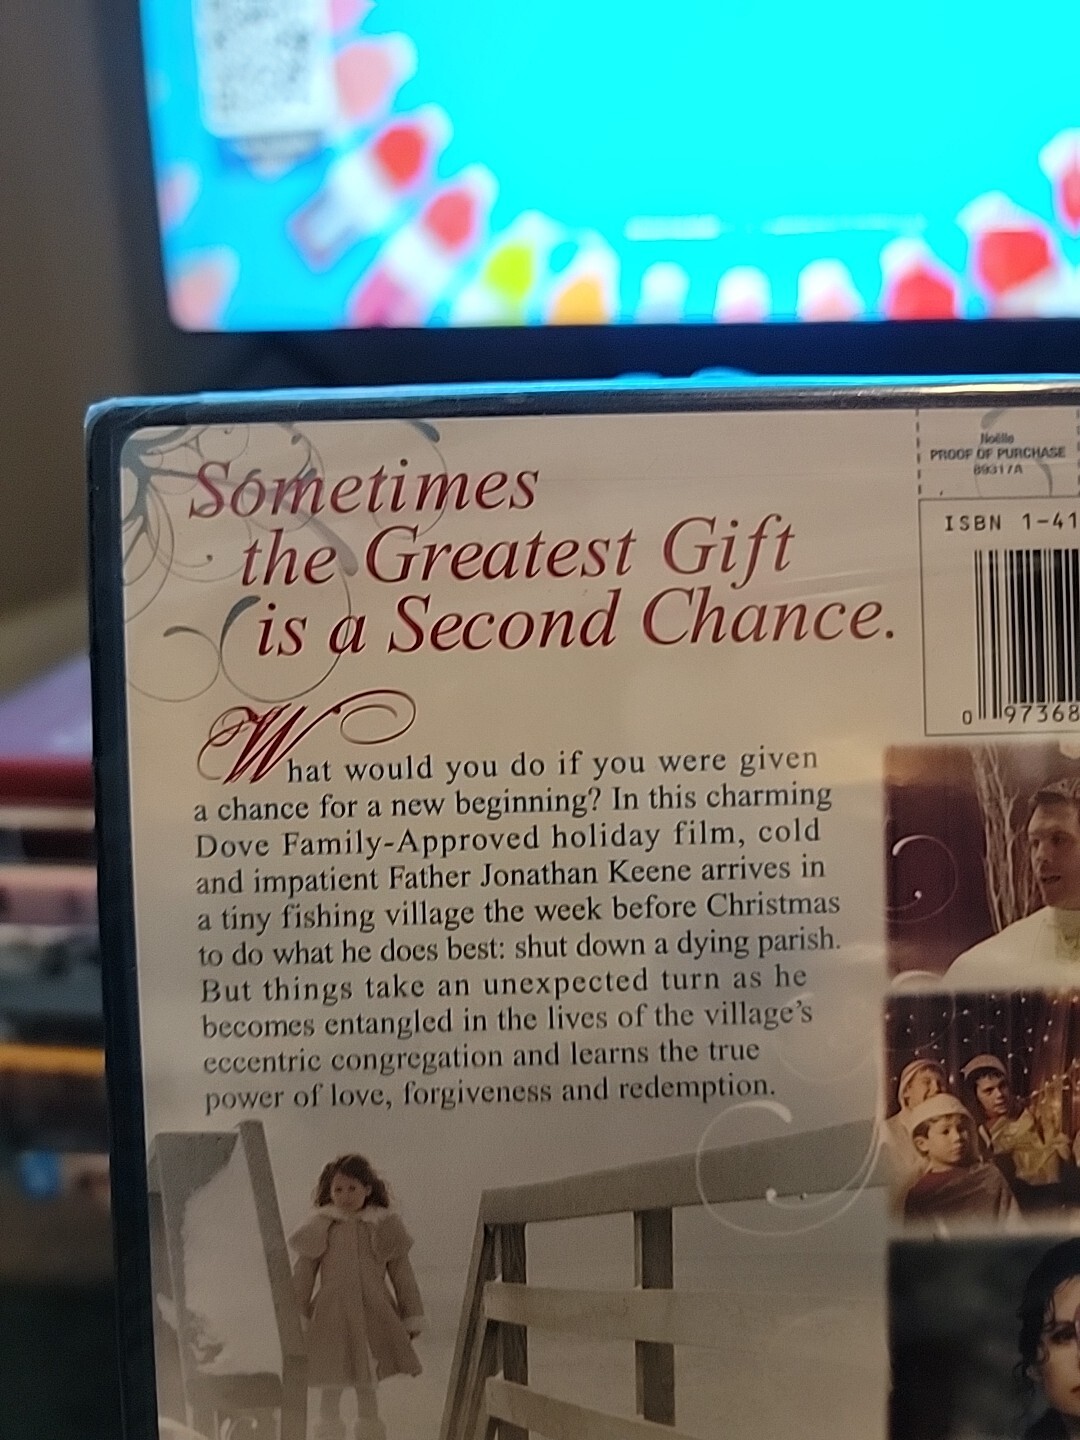 Sometimes
the Greatest Gift
is a Second Chance.
Noëlle
PROOF OF PURCHASE
89317A
ISBN 1-41
0 97368
What would you do if you were given
a chance for a new beginning? In this charming
Dove Family-Approved holiday film, cold
and impatient Father Jonathan Keene arrives in
a tiny fishing village the week before Christmas
to do what he does best: shut down a dying parish.
But things take an unexpected turn as he
becomes entangled in the lives of the village's
eccentric congregation and learns the true
power of love, forgiveness and redemption.